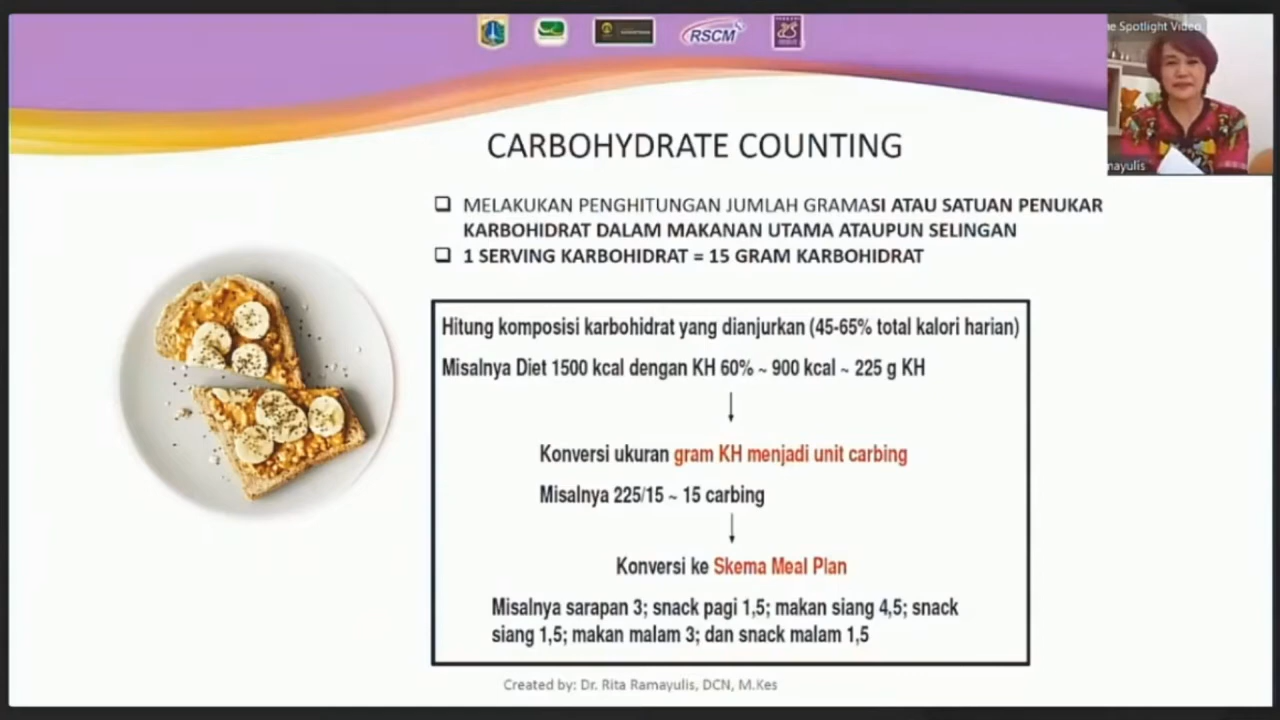 RSCM
e Spotlight Video
mayulis
CARBOHYDRATE COUNTING
MELAKUKAN PENGHITUNGAN JUMLAH GRAMASI ATAU SATUAN PENUKAR
KARBOHIDRAT DALAM MAKANAN UTAMA ATAUPUN SELINGAN
1 SERVING KARBOHIDRAT = 15 GRAM KARBOHIDRAT
Hitung komposisi karbohidrat yang dianjurkan (45-65% total kalori harian)
Misalnya Diet 1500 kcal dengan KH 60% ~ 900 kcal ~ 225 g KH
Konversi ukuran gram KH menjadi unit carbing
Misalnya 225/15 ~ 15 carbing
Konversi ke Skema Meal Plan
Misalnya sarapan 3; snack pagi 1,5; makan siang 4,5; snack
siang 1,5; makan malam 3; dan snack malam 1,5
Created by: Dr. Rita Ramayulis, DCN, M.Kes